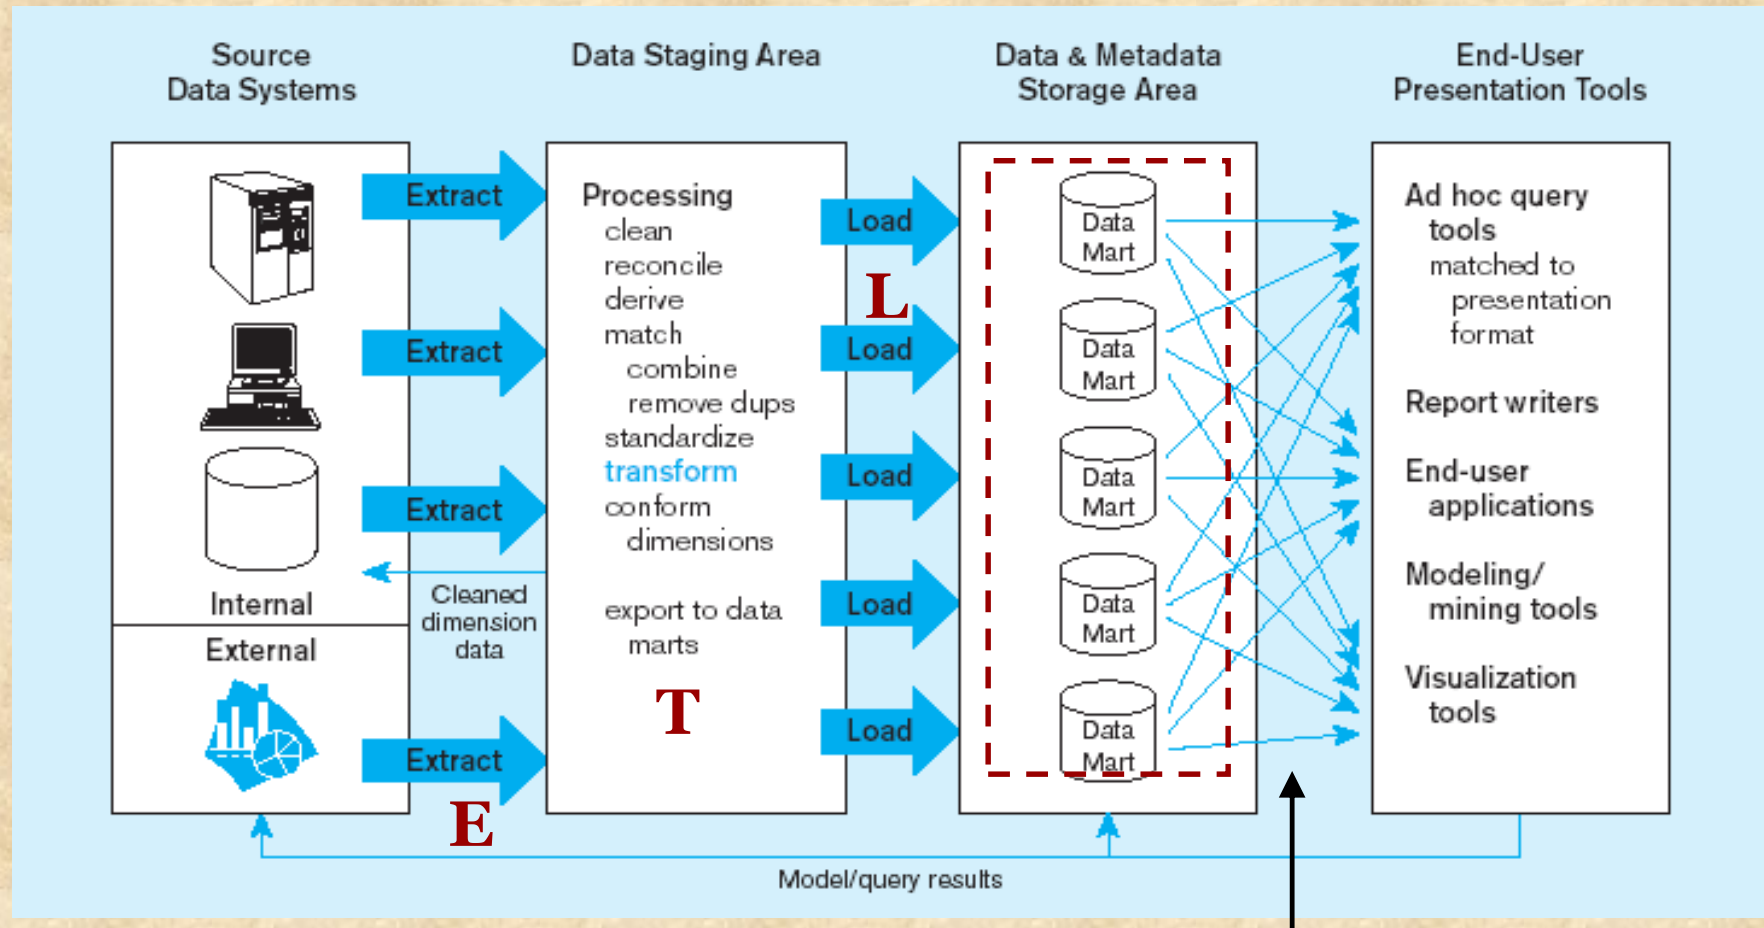 Source
Data Systems
Data Staging Area
Data & Metadata
Storage Area
End-User
Presentation Tools
Extract
Extract
Extract
Internal
External
Extract
E
Cleaned
dimension
data
Processing
clean
reconcile
derive
match
combine
remove dups
standardize
transform
conform
dimensions
export to data
marts
T
Load
L
Load
Load
Load
Load
Data
Mart
Data
Mart
Data
Mart
Data
Mart
Data
Mart
Ad hoc query
tools
matched to
presentation
format
Report writers
End-user
applications
Modeling/
mining tools
Visualization
tools
Model/query results